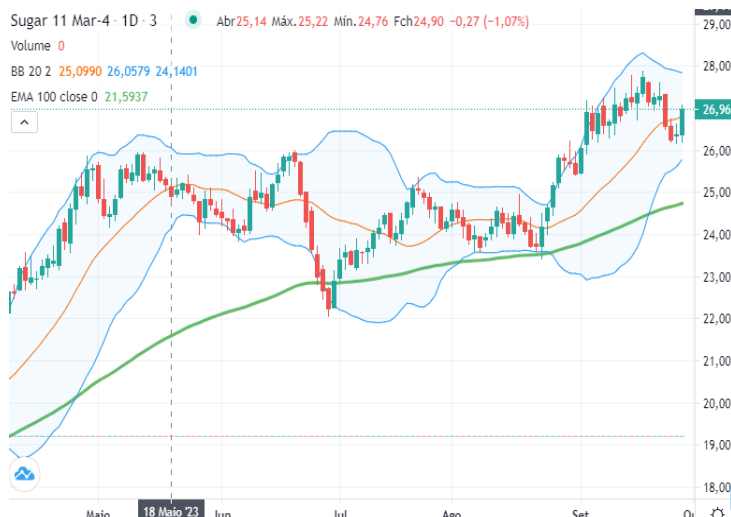 Sugar 11 Mar-4 · 1D · 3 Abr25,14 Máx.25,22 Mín.24,76 Fch24,90 −0,27 (−1,07%)
Volume 0
BB 20 2 25,0990 26,0579 24,1401
EMA 100 close 0 21,5937
29,00
28,00
26,96
26,00
25,00
24,00
23,00
22,00
21,00
20,00
19,00
18,00
Maio 18 Maio '23 Jun Jul Ago Set